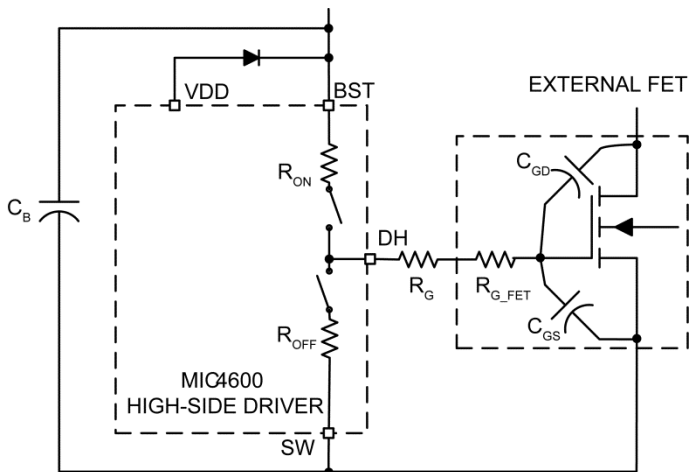 VDD
BST
EXTERNAL FET
R_ON
C_GD
C_B
DH
R_G
R_G_FET
C_GS
R_OFF
MIC4600
HIGH-SIDE DRIVER
SW